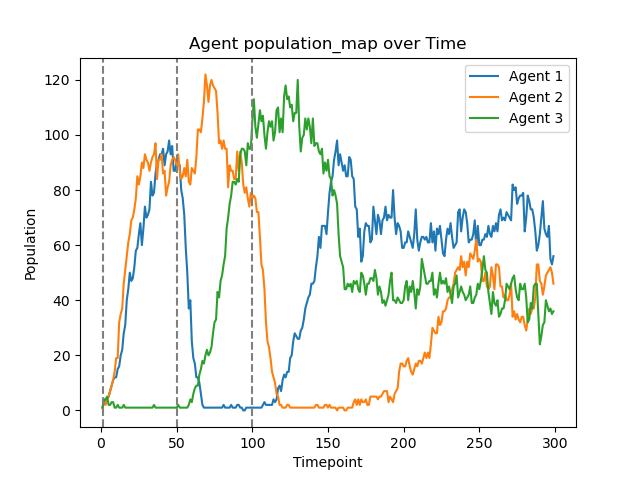 Agent population_map over Time
Agent 1
Agent 2
Agent 3
Population
120
100
80
60
40
20
0
0 50 100 150 200 250 300
Timepoint